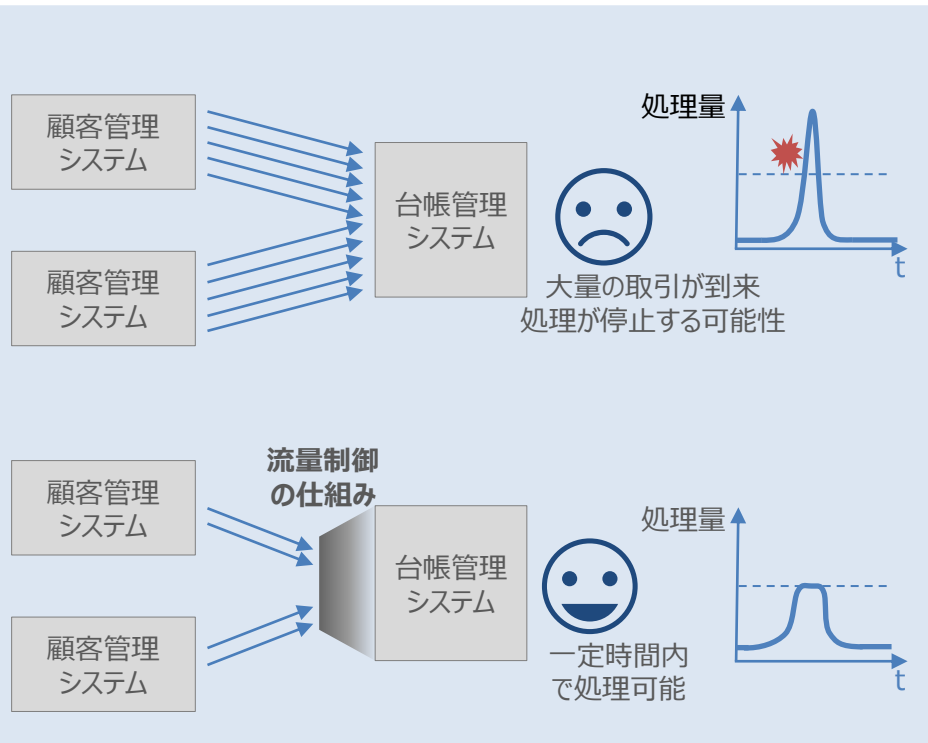 顧客管理
システム
顧客管理
システム
台帳管理
システム
大量の取引が到来
処理が停止する可能性
処理量
t
顧客管理
システム
顧客管理
システム
流量制御
の仕組み
台帳管理
システム
一定時間内
で処理可能
処理量
t